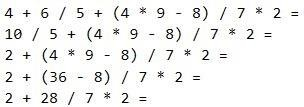 4 + 6 / 5 + (4 * 9 - 8) / 7 * 2 =
10 / 5 + (4 * 9 - 8) / 7 * 2 =
2 + (4 * 9 - 8) / 7 * 2 =
2 + (36 - 8) / 7 * 2 =
2 + 28 / 7 * 2 =